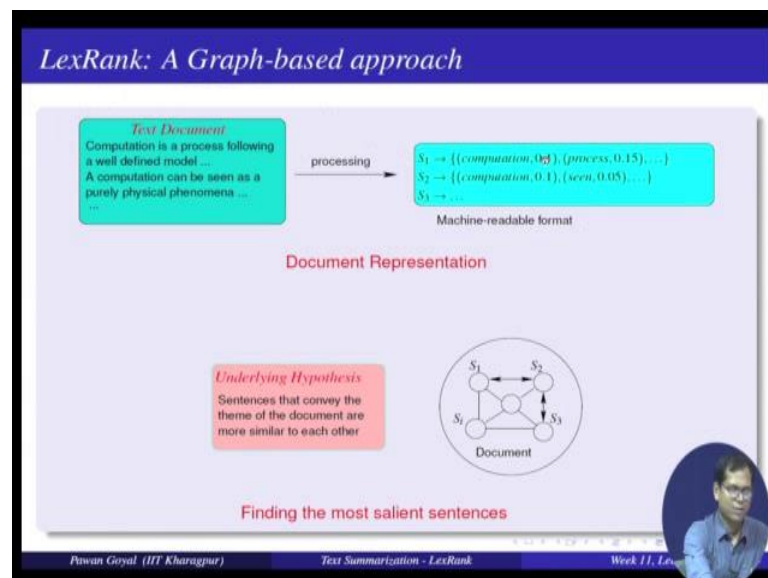 LexRank: A Graph-based approach
Text Document
Computation is a process following
a well defined model ...
A computation can be seen as a
purely physical phenomena ...
...
processing
S₁ → {(computation, 0.1), (process, 0.15), ...}
S₂ → {(computation, 0.1), (seen, 0.05), ...}
S₃ → ...
Machine-readable format
Document Representation
Underlying Hypothesis
Sentences that convey the
theme of the document are
more similar to each other
S₁ S₂
Sᵢ S₃
Document
Finding the most salient sentences
Pawan Goyal (IIT Kharagpur) Text Summarization - LexRank Week 11,